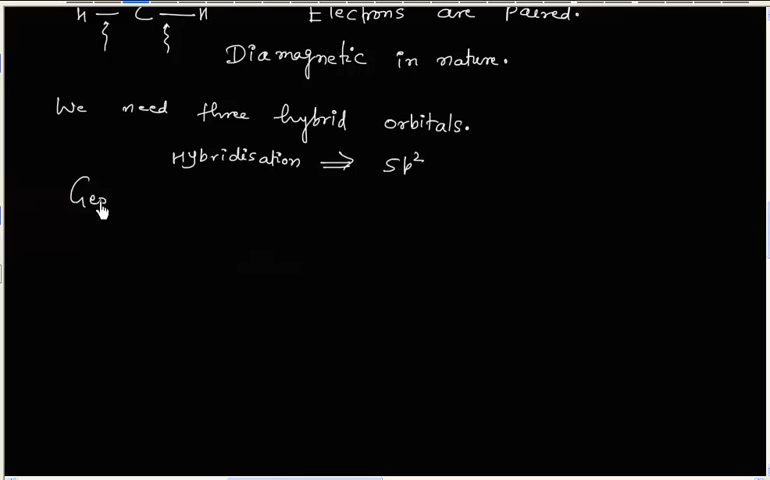 H — C — H Electrons are Paired.
Diamagnetic in nature.
We need three hybrid orbitals.
Hybridisation ⇒ sp²
Geo